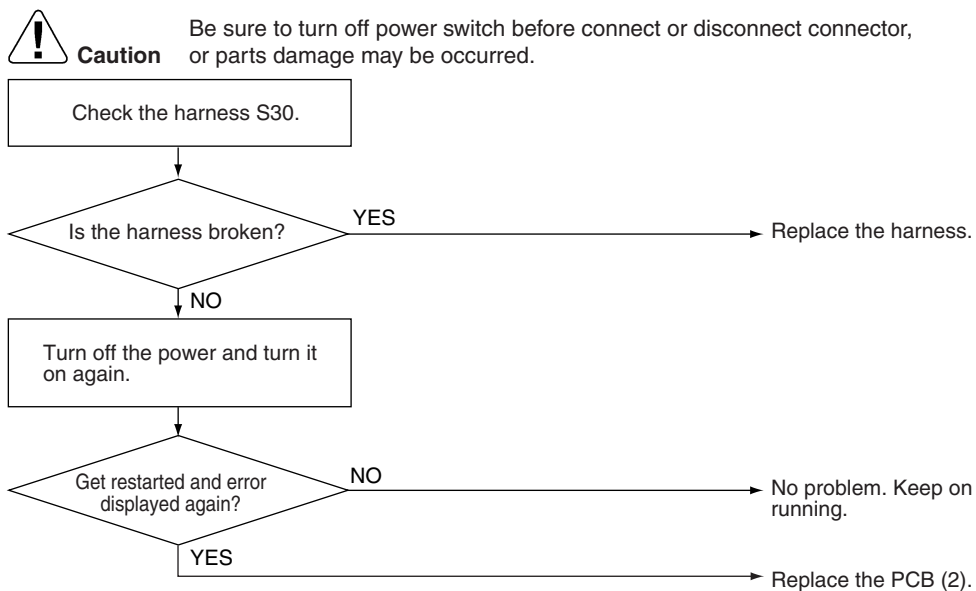 Be sure to turn off power switch before connect or disconnect connector,
Caution or parts damage may be occurred.
Check the harness S30.
Is the harness broken?
YES
Replace the harness.
NO
Turn off the power and turn it
on again.
Get restarted and error
displayed again?
NO
No problem. Keep on
running.
YES
Replace the PCB (2).